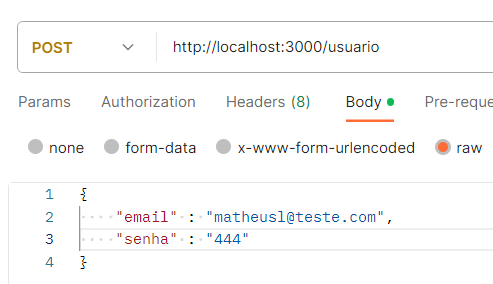 POST http://localhost:3000/usuario
Params Authorization Headers (8) Body Pre-reque
none form-data x-www-form-urlencoded raw
1 {
2 "email" : "matheusl@teste.com",
3 "senha" : "444"
4 }